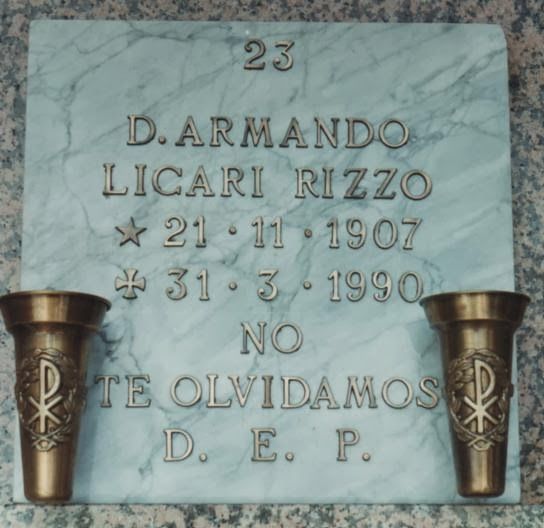 23
D. ARMANDO
LICARI RIZZO
★ 21 · 11 · 1907
✠ 31 · 3 · 1990
NO
TE OLVIDAMOS
D. E. P.